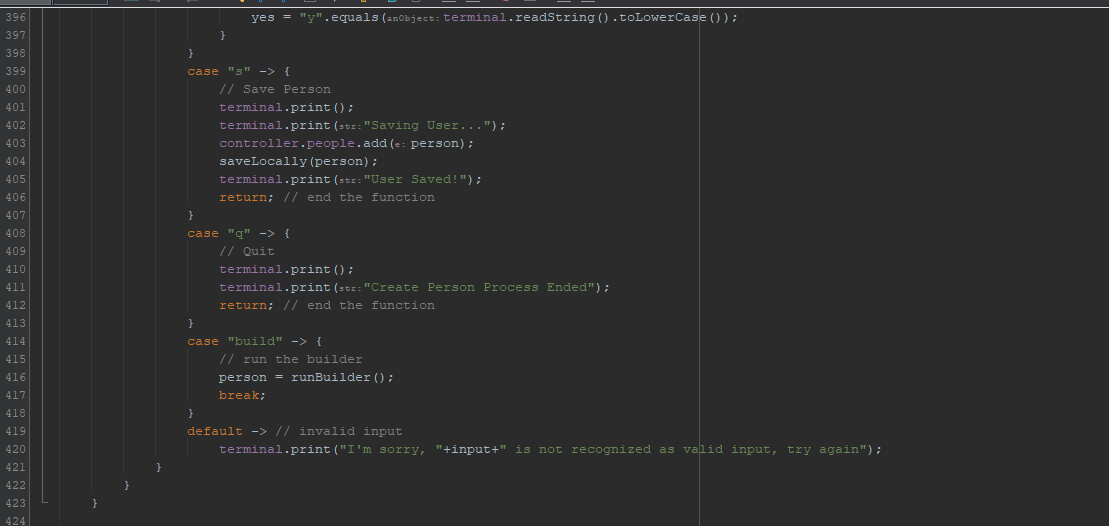 396 yes = "y".equals(anObject: terminal.readString().toLowerCase());
397 }
398 }
399 case "s" -> {
400 // Save Person
401 terminal.print();
402 terminal.print(str: "Saving User...");
403 controller.people.add(e: person);
404 saveLocally(person);
405 terminal.print(str: "User Saved!");
406 return; // end the function
407 }
408 case "q" -> {
409 // Quit
410 terminal.print();
411 terminal.print(str: "Create Person Process Ended");
412 return; // end the function
413 }
414 case "build" -> {
415 // run the builder
416 person = runBuilder();
417 break;
418 }
419 default -> // invalid input
420 terminal.print("I'm sorry, "+input+" is not recognized as valid input, try again");
421 }
422 }
423 }
424